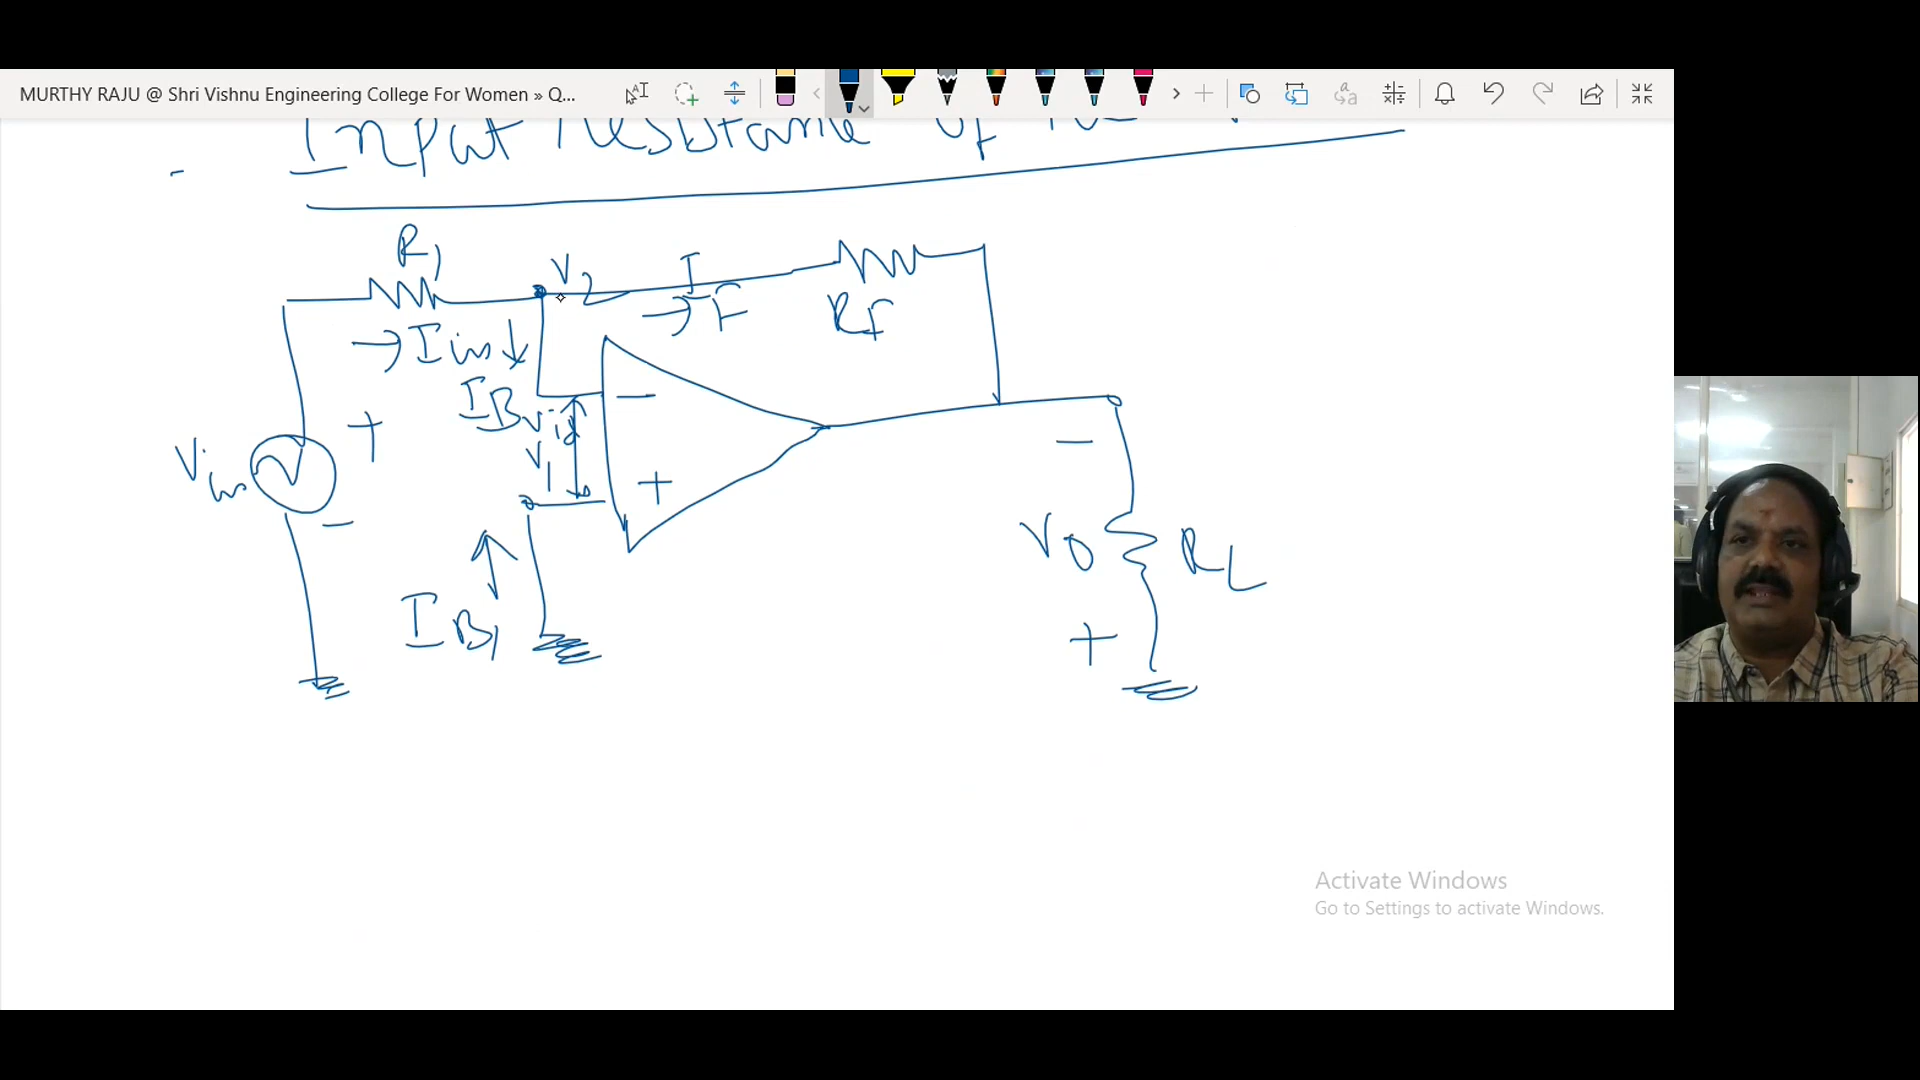 MURTHY RAJU @ Shri Vishnu Engineering College For Women » Q...
Input Resistance of
R1
V2
IF
Rf
Iin
IB
Vid
V1
Vin
+
-
-
+
-
VO
RL
+
IB1
Activate Windows
Go to Settings to activate Windows.